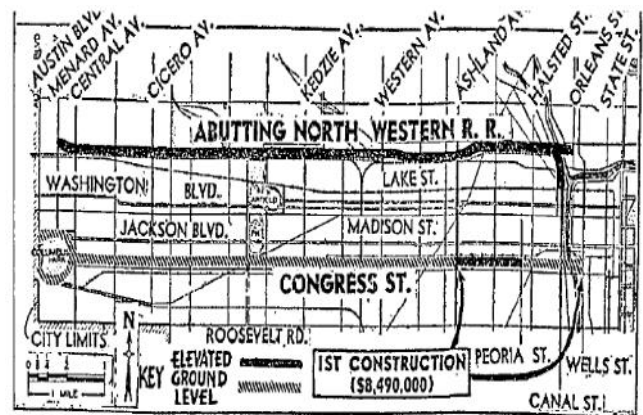 AUSTIN BLVD.
MENARD AV.
CENTRAL AV.
CICERO AV.
KEDZIE AV.
WESTERN AV.
ASHLAND AV.
HALSTED ST.
ORLEANS ST.
STATE ST.
ABUTTING NORTH WESTERN R. R.
WASHINGTON BLVD.
LAKE ST.
JACKSON BLVD.
MADISON ST.
CONGRESS ST.
CITY LIMITS
N
ROOSEVELT RD.
1 MILE
KEY
ELEVATED
GROUND
LEVEL
1ST CONSTRUCTION
($8,490,000)
PEORIA ST.
WELLS ST.
CANAL ST.